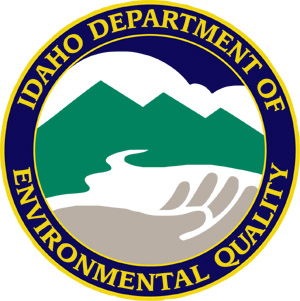 IDAHO DEPARTMENT OF
ENVIRONMENTAL QUALITY